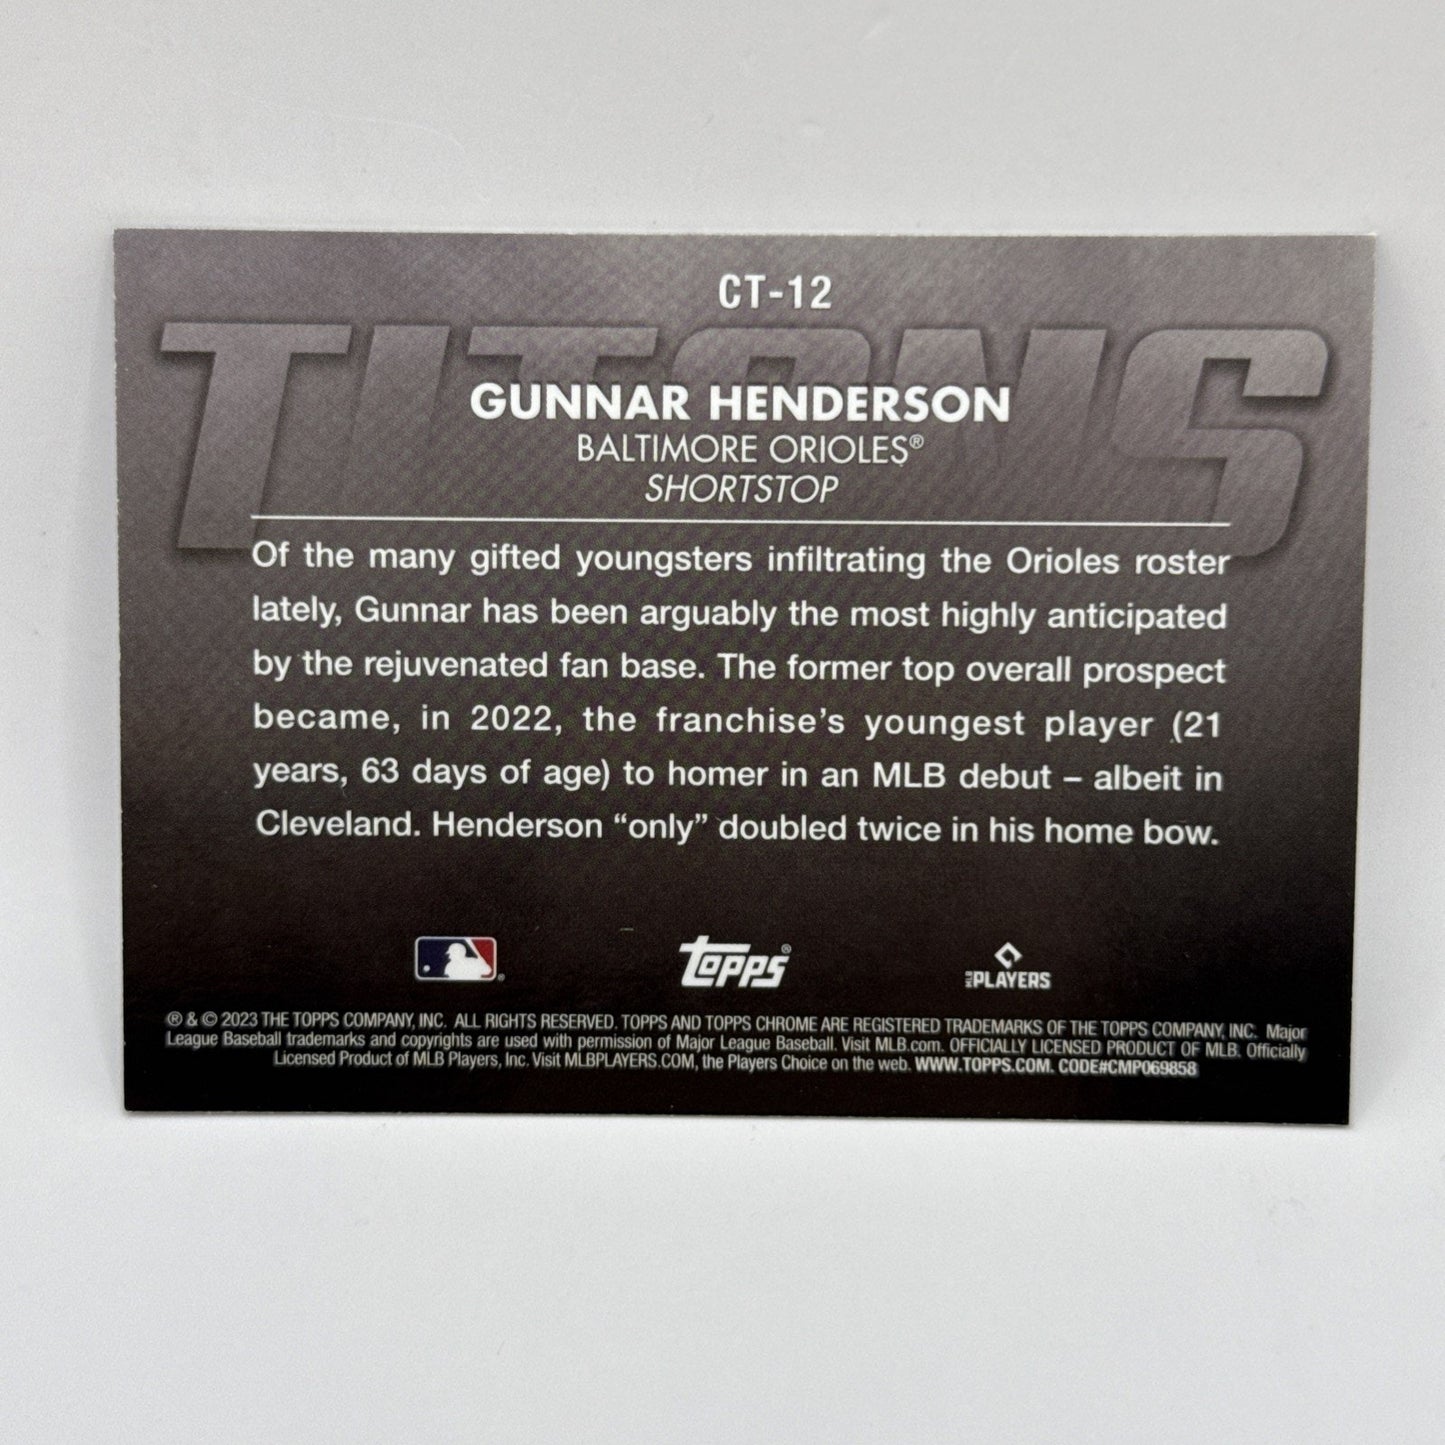 CT-12
TITANS
GUNNAR HENDERSON
BALTIMORE ORIOLES®
SHORTSTOP
Of the many gifted youngsters infiltrating the Orioles roster
lately, Gunnar has been arguably the most highly anticipated
by the rejuvenated fan base. The former top overall prospect
became, in 2022, the franchise's youngest player (21
years, 63 days of age) to homer in an MLB debut – albeit in
Cleveland. Henderson “only” doubled twice in his home bow.
®
topps®
MLB PLAYERS
® & © 2023 THE TOPPS COMPANY, INC. ALL RIGHTS RESERVED. TOPPS AND TOPPS CHROME ARE REGISTERED TRADEMARKS OF THE TOPPS COMPANY, INC. Major
League Baseball trademarks and copyrights are used with permission of Major League Baseball. Visit MLB.com. OFFICIALLY LICENSED PRODUCT OF MLB. Officially
Licensed Product of MLB Players, Inc. Visit MLBPLAYERS.COM, the Players Choice on the web. WWW.TOPPS.COM. CODE#CMP069858